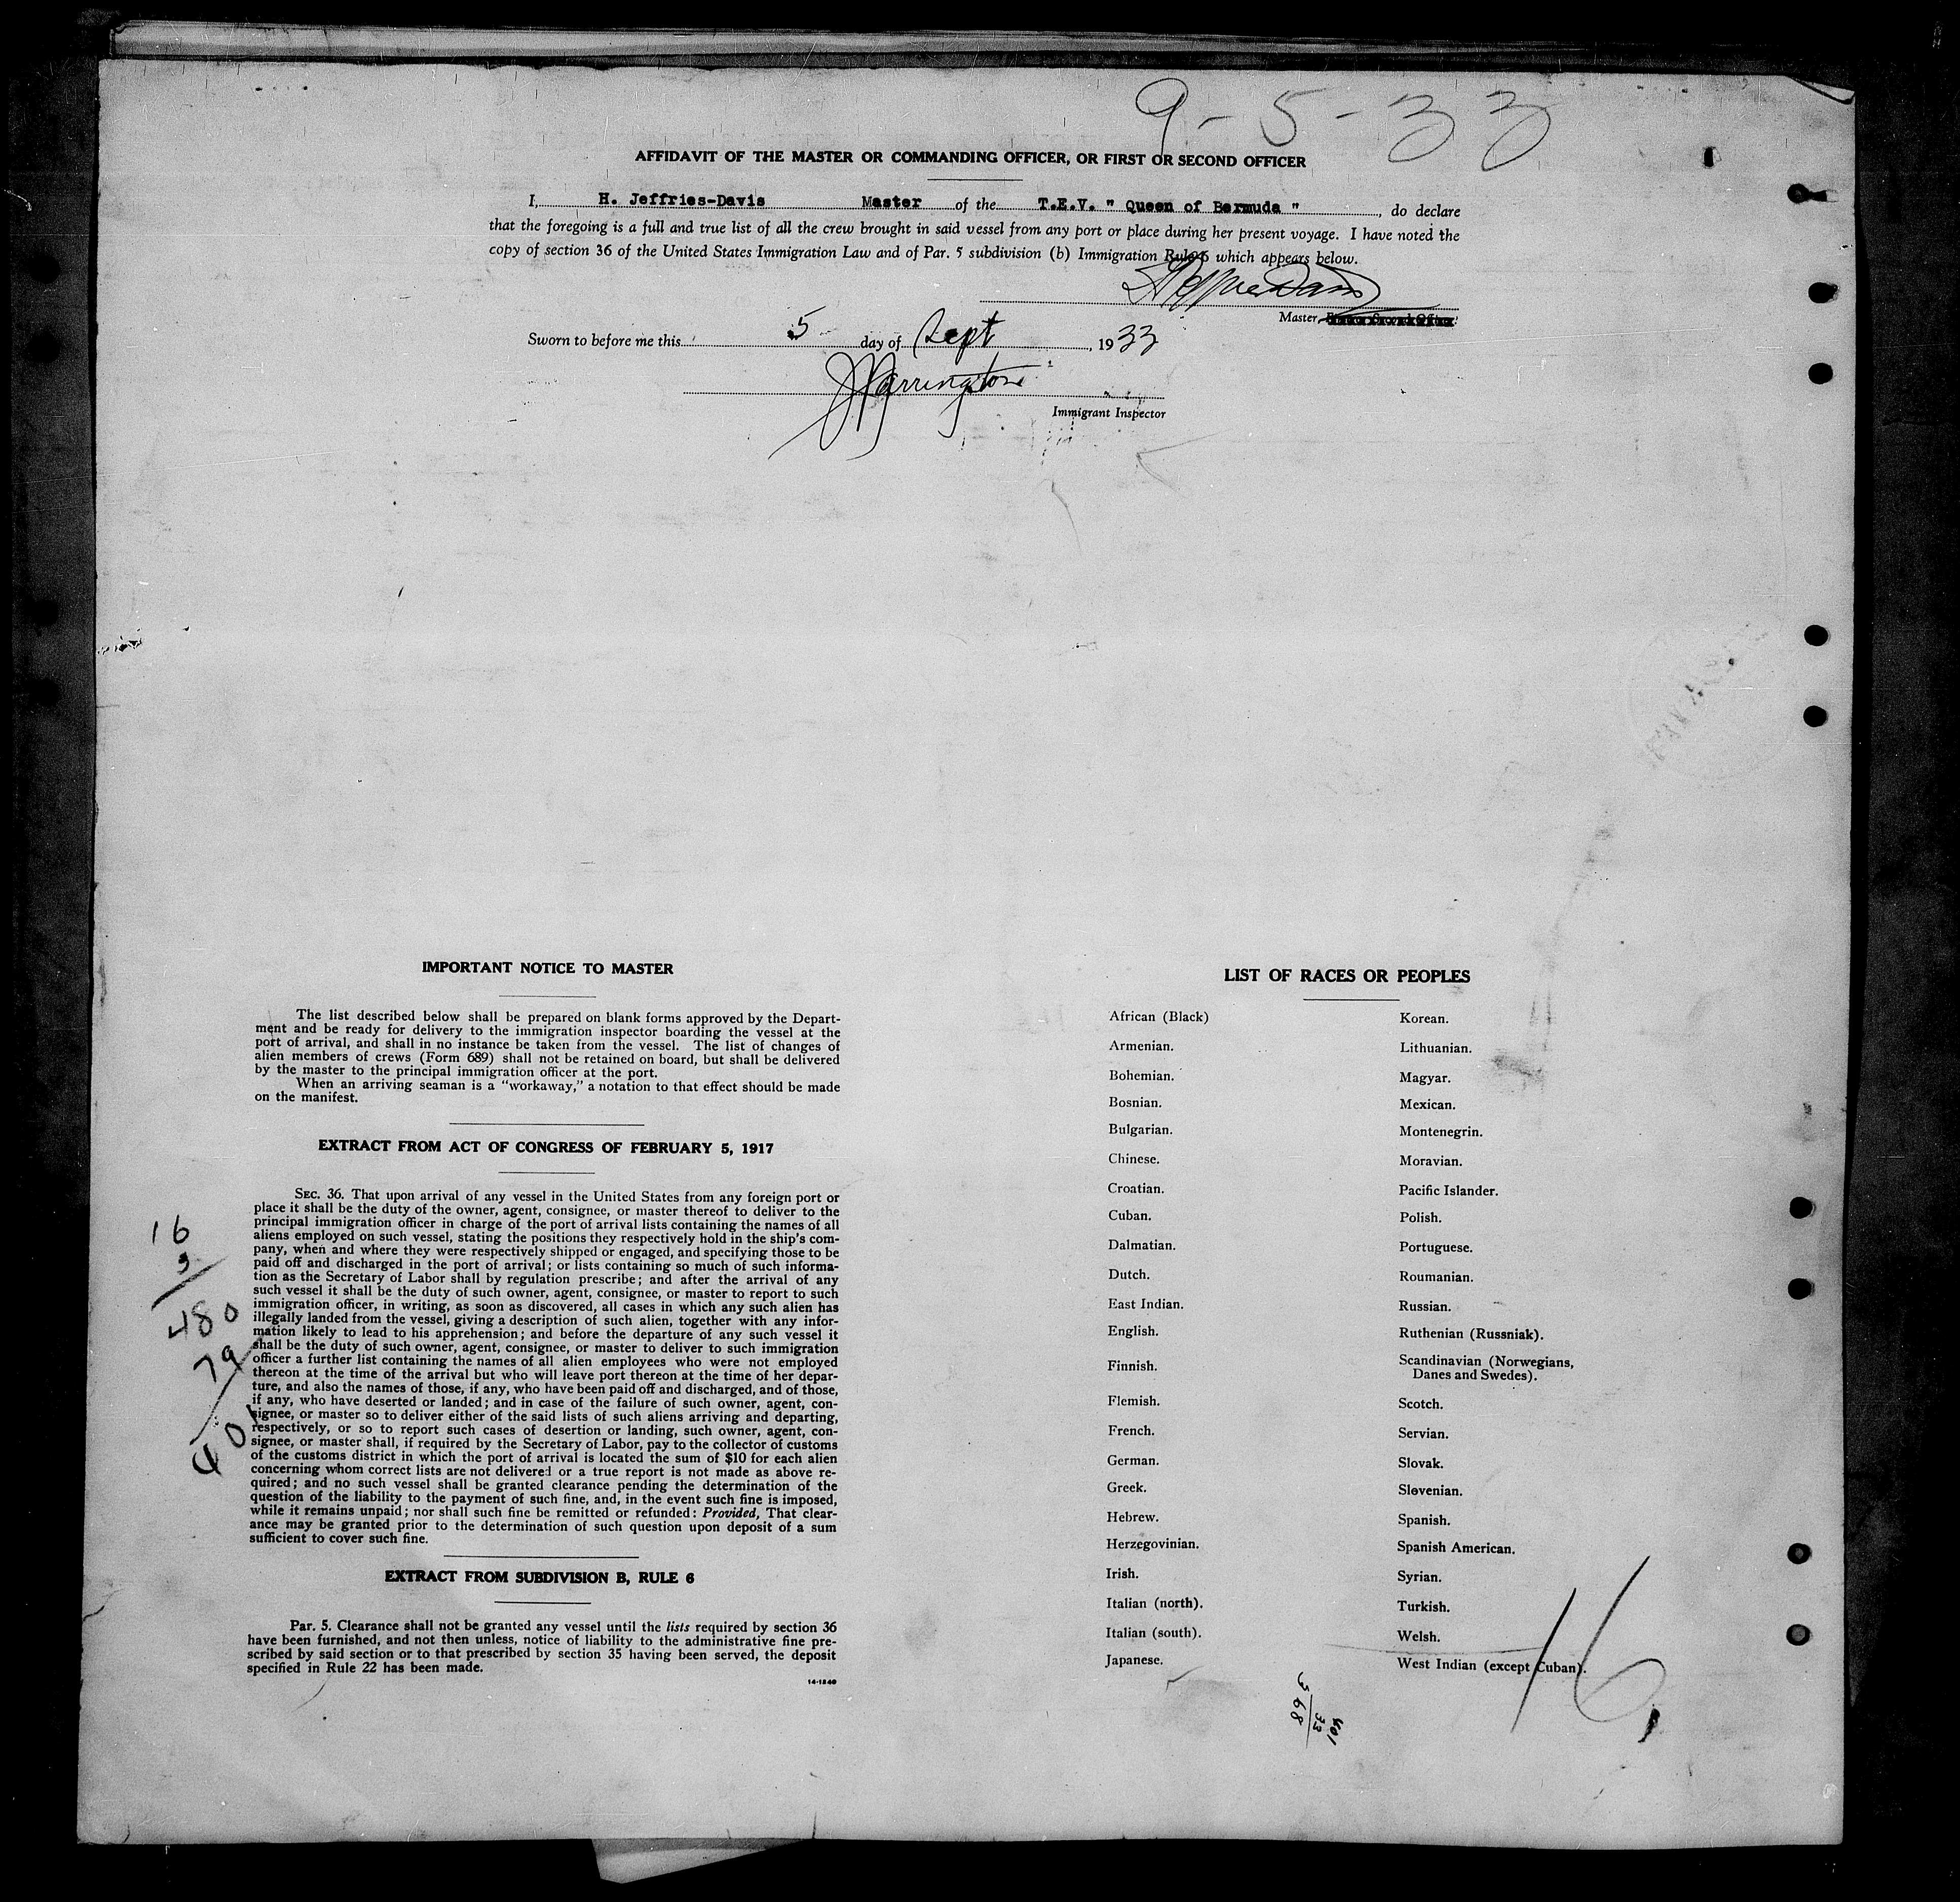 9-5-33
AFFIDAVIT OF THE MASTER OR COMMANDING OFFICER, OR FIRST OR SECOND OFFICER
I, H. Jeffries-Davis Master of the T.E.V. " Queen of Bermuda ", do declare
that the foregoing is a full and true list of all the crew brought in said vessel from any port or place during her present voyage. I have noted the
copy of section 36 of the United States Immigration Law and of Par. 5 subdivision (b) Immigration Rule 6 which appears below.
Master,
Sworn to before me this 5 day of Sept, 1933
Immigrant Inspector
IMPORTANT NOTICE TO MASTER
The list described below shall be prepared on blank forms approved by the Depart-
ment and be ready for delivery to the immigration inspector boarding the vessel at the
port of arrival, and shall in no instance be taken from the vessel. The list of changes of
alien members of crews (Form 689) shall not be retained on board, but shall be delivered
by the master to the principal immigration officer at the port.
When an arriving seaman is a "workaway," a notation to that effect should be made
on the manifest.
EXTRACT FROM ACT OF CONGRESS OF FEBRUARY 5, 1917
SEC. 36. That upon arrival of any vessel in the United States from any foreign port or
place it shall be the duty of the owner, agent, consignee, or master thereof to deliver to the
principal immigration officer in charge of the port of arrival lists containing the names of all
aliens employed on such vessel, stating the positions they respectively hold in the ship's com-
pany, when and where they were respectively shipped or engaged, and specifying those to be
paid off and discharged in the port of arrival; or lists containing so much of such informa-
tion as the Secretary of Labor shall by regulation prescribe; and after the arrival of any
such vessel it shall be the duty of such owner, agent, consignee, or master to report to such
immigration officer, in writing, as soon as discovered, all cases in which any such alien has
illegally landed from the vessel, giving a description of such alien, together with any infor-
mation likely to lead to his apprehension; and before the departure of any such vessel it
shall be the duty of such owner, agent, consignee, or master to deliver to such immigration
officer a further list containing the names of all alien employees who were not employed
thereon at the time of the arrival but who will leave port thereon at the time of her depar-
ture, and also the names of those, if any, who have been paid off and discharged, and of those,
if any, who have deserted or landed; and in case of the failure of such owner, agent, con-
signee, or master so to deliver either of the said lists of such aliens arriving and departing,
respectively, or so to report such cases of desertion or landing, such owner, agent, con-
signee, or master shall, if required by the Secretary of Labor, pay to the collector of customs
of the customs district in which the port of arrival is located the sum of $10 for each alien
concerning whom correct lists are not delivered or a true report is not made as above re-
quired; and no such vessel shall be granted clearance pending the determination of the
question of the liability to the payment of such fine, and, in the event such fine is imposed,
while it remains unpaid; nor shall such fine be remitted or refunded: Provided, That clear-
ance may be granted prior to the determination of such question upon deposit of a sum
sufficient to cover such fine.
EXTRACT FROM SUBDIVISION B, RULE 6
Par. 5. Clearance shall not be granted any vessel until the lists required by section 36
have been furnished, and not then unless, notice of liability to the administrative fine pre-
scribed by said section or to that prescribed by section 35 having been served, the deposit
specified in Rule 22 has been made.
14-1240
16
3
480
79
401
LIST OF RACES OR PEOPLES
African (Black)
Armenian.
Bohemian.
Bosnian.
Bulgarian.
Chinese.
Croatian.
Cuban.
Dalmatian.
Dutch.
East Indian.
English.
Finnish.
Flemish.
French.
German.
Greek.
Hebrew.
Herzegovinian.
Irish.
Italian (north).
Italian (south).
Japanese.
Korean.
Lithuanian.
Magyar.
Mexican.
Montenegrin.
Moravian.
Pacific Islander.
Polish.
Portuguese.
Roumanian.
Russian.
Ruthenian (Russniak).
Scandinavian (Norwegians,
Danes and Swedes).
Scotch.
Servian.
Slovak.
Slovenian.
Spanish.
Spanish American.
Syrian.
Turkish.
Welsh.
West Indian (except Cuban).
16
401
33
368